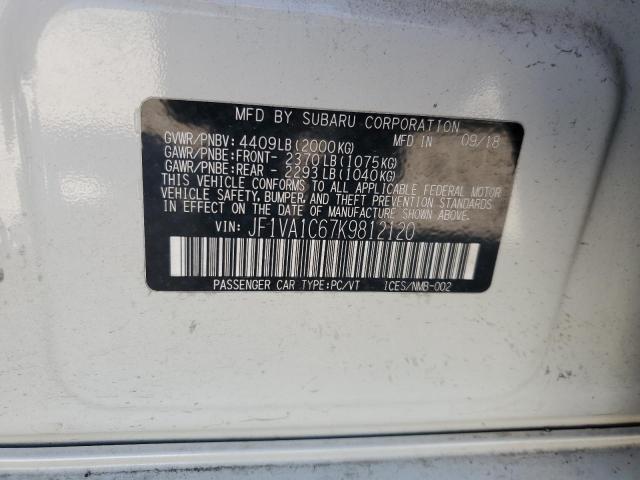 MFD BY SUBARU CORPORATION
GVWR/PNBV: 4409LB(2000KG) MFD IN 09/18
GAWR/PNBE:FRONT- 2370LB(1075KG)
GAWR/PNBE:REAR - 2293LB(1040KG)
THIS VEHICLE CONFORMS TO ALL APPLICABLE FEDERAL MOTOR
VEHICLE SAFETY, BUMPER, AND THEFT PREVENTION STANDARDS
IN EFFECT ON THE DATE OF MANUFACTURE SHOWN ABOVE.
VIN: JF1VA1C67K9812120
PASSENGER CAR TYPE:PC/VT ICES/NMB-002